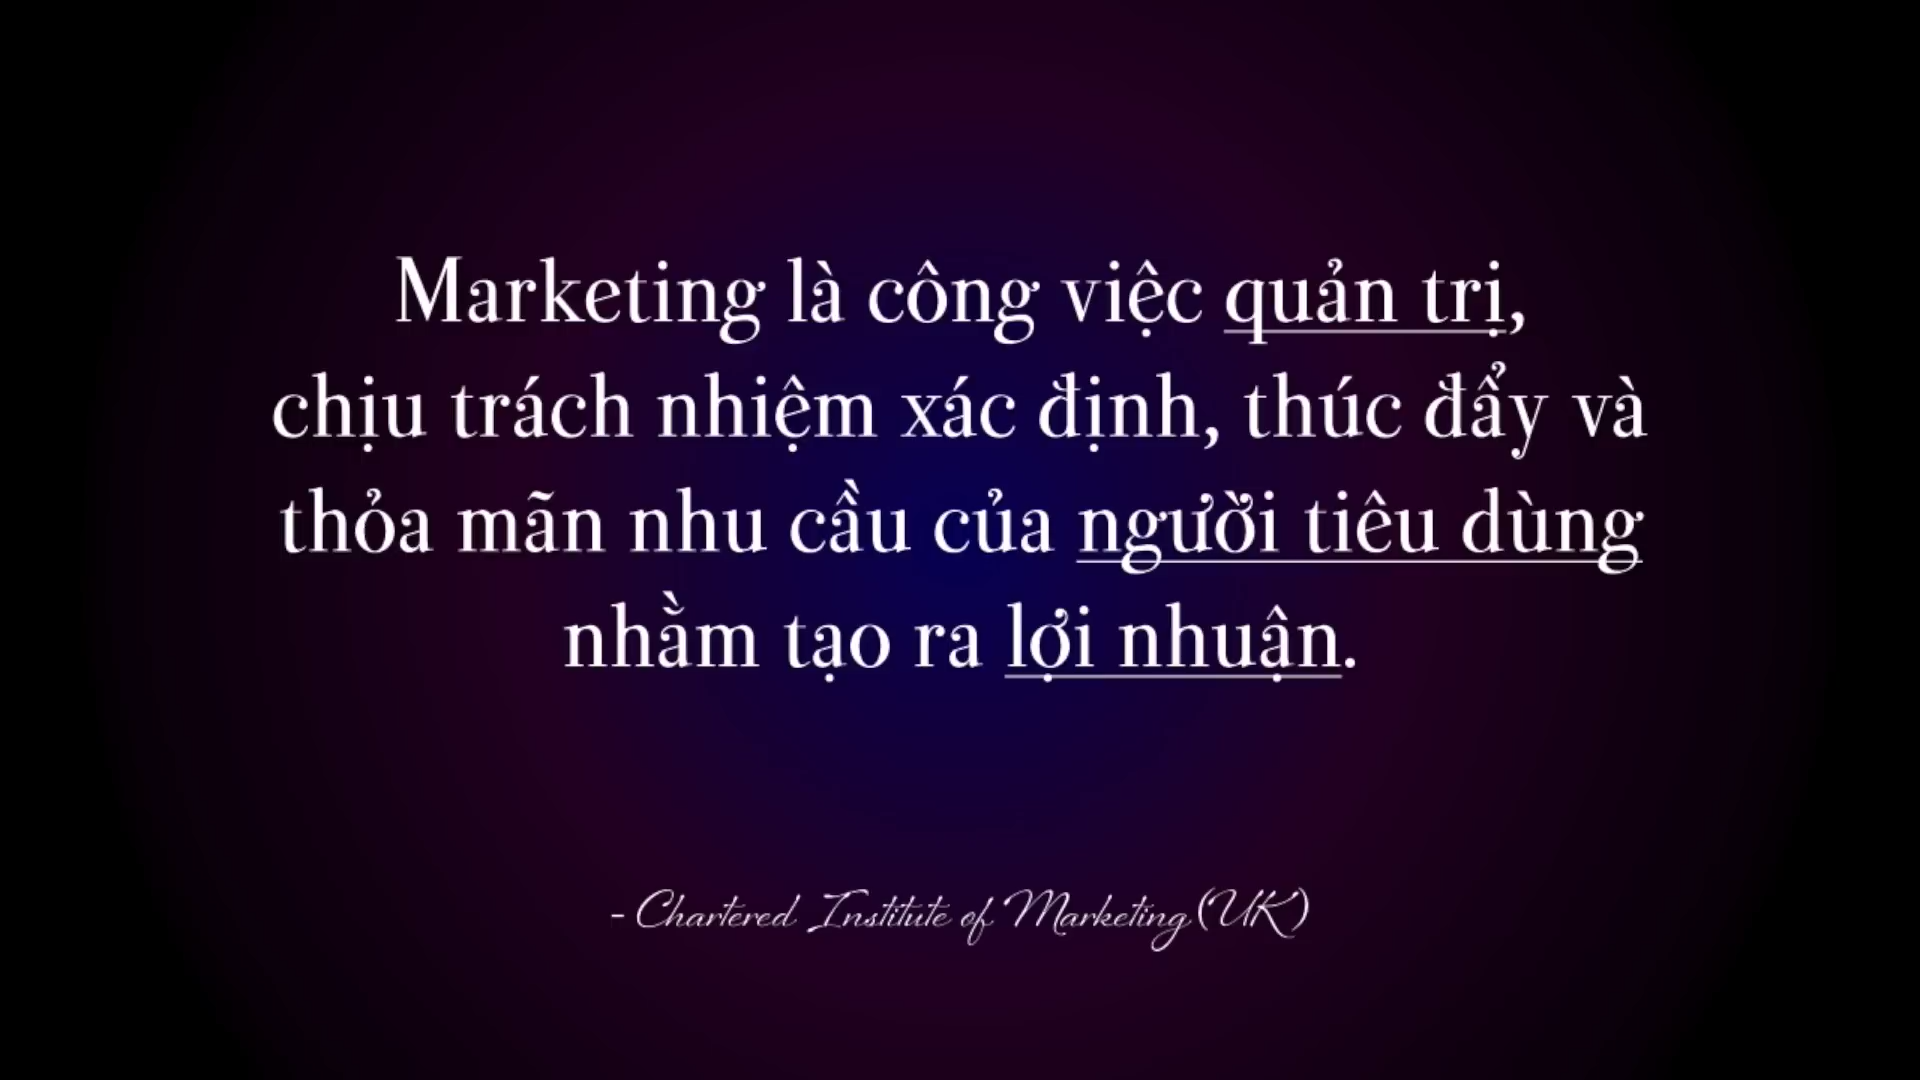 Marketing là công việc quản trị,
chịu trách nhiệm xác định, thúc đẩy và
thỏa mãn nhu cầu của người tiêu dùng
nhằm tạo ra lợi nhuận.
- Chartered Institute of Marketing (UK)